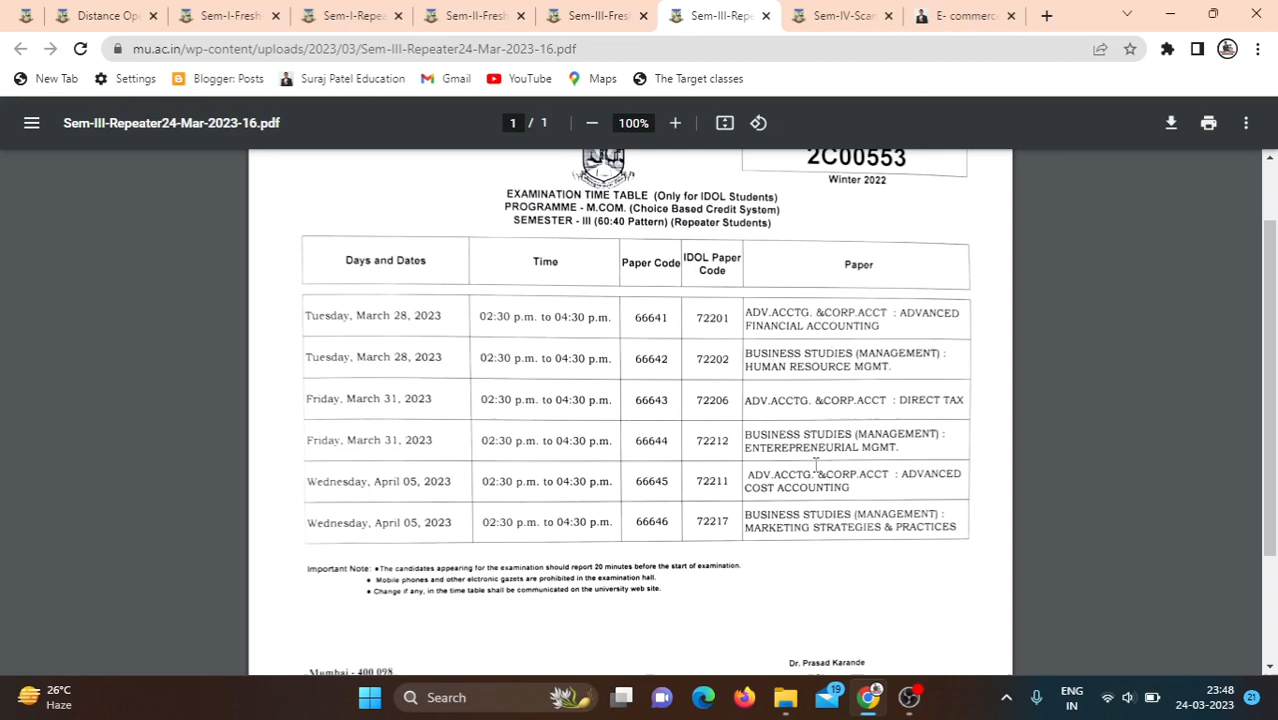 Distance Op
Sem-I-Fresh
Sem-I-Repea
Sem-II-Fresh
Sem-III-Fresh
Sem-III-Repe
Sem-IV-Scan
E- commerce
mu.ac.in/wp-content/uploads/2023/03/Sem-III-Repeater24-Mar-2023-16.pdf
New Tab Settings Blogger: Posts Suraj Patel Education Gmail YouTube Maps The Target classes
Sem-III-Repeater24-Mar-2023-16.pdf 1 / 1 100%
2C00553
Winter 2022
EXAMINATION TIME TABLE (Only for IDOL Students)
PROGRAMME - M.COM. (Choice Based Credit System)
SEMESTER - III (60:40 Pattern) (Repeater Students)
Days and Dates Time Paper Code IDOL Paper Code Paper
Tuesday, March 28, 2023 02:30 p.m. to 04:30 p.m. 66641 72201 ADV.ACCTG. &CORP.ACCT : ADVANCED
FINANCIAL ACCOUNTING
Tuesday, March 28, 2023 02:30 p.m. to 04:30 p.m. 66642 72202 BUSINESS STUDIES (MANAGEMENT) :
HUMAN RESOURCE MGMT.
Friday, March 31, 2023 02:30 p.m. to 04:30 p.m. 66643 72206 ADV.ACCTG. &CORP.ACCT : DIRECT TAX
Friday, March 31, 2023 02:30 p.m. to 04:30 p.m. 66644 72212 BUSINESS STUDIES (MANAGEMENT) :
ENTEREPRENEURIAL MGMT.
Wednesday, April 05, 2023 02:30 p.m. to 04:30 p.m. 66645 72211 ADV.ACCTG. &CORP.ACCT : ADVANCED
COST ACCOUNTING
Wednesday, April 05, 2023 02:30 p.m. to 04:30 p.m. 66646 72217 BUSINESS STUDIES (MANAGEMENT) :
MARKETING STRATEGIES & PRACTICES
Important Note: •The candidates appearing for the examination should report 20 minutes before the start of examination.
• Mobile phones and other elctronic gazets are prohibited in the examination hall.
• Change if any, in the time table shall be communicated on the university web site.
Dr. Prasad Karande
Mumbai - 400 098.
26°C
Haze
Search
19
ENG
IN
23:48
24-03-2023
21